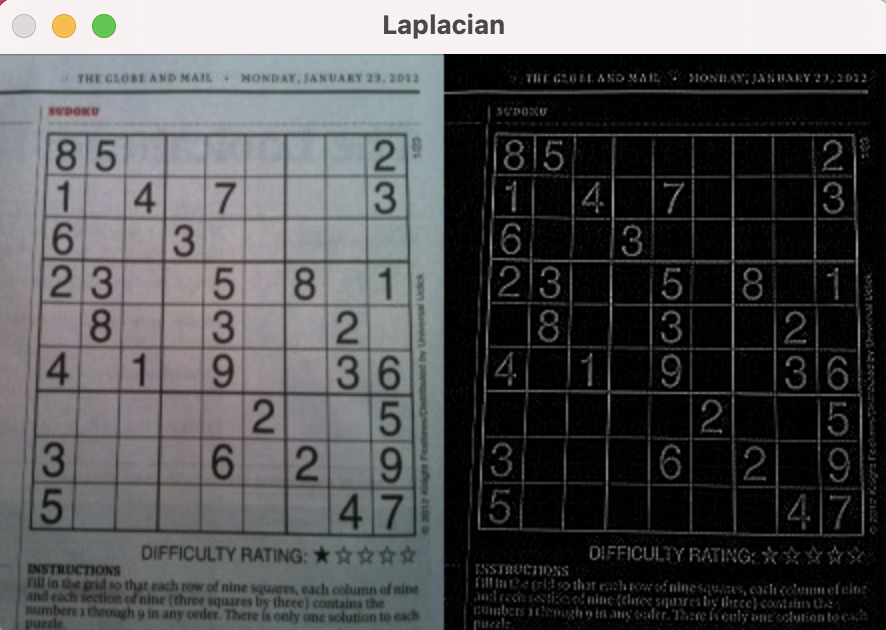 Laplacian
THE GLOBE AND MAIL • MONDAY, JANUARY 23, 2012
SUDOKU
1/23
8 5 2
1 4 7 3
6 3
2 3 5 8 1
8 3 2
4 1 9 3 6
2 5
3 6 2 9
5 4 7
© 2012 Knight Features/Distributed by Universal Uclick
DIFFICULTY RATING: ★☆☆☆☆
INSTRUCTIONS
Fill in the grid so that each row of nine squares, each column of nine
and each section of nine (three squares by three) contains the
numbers 1 through 9 in any order. There is only one solution to each
puzzle.
THE GLOBE AND MAIL • MONDAY, JANUARY 23, 2012
SUDOKU
1/23
8 5 2
1 4 7 3
6 3
2 3 5 8 1
8 3 2
4 1 9 3 6
2 5
3 6 2 9
5 4 7
© 2012 Knight Features/Distributed by Universal Uclick
DIFFICULTY RATING: ☆☆☆☆☆
INSTRUCTIONS
Fill in the grid so that each row of nine squares, each column of nine
and each section of nine (three squares by three) contains the
numbers 1 through 9 in any order. There is only one solution to each
puzzle.